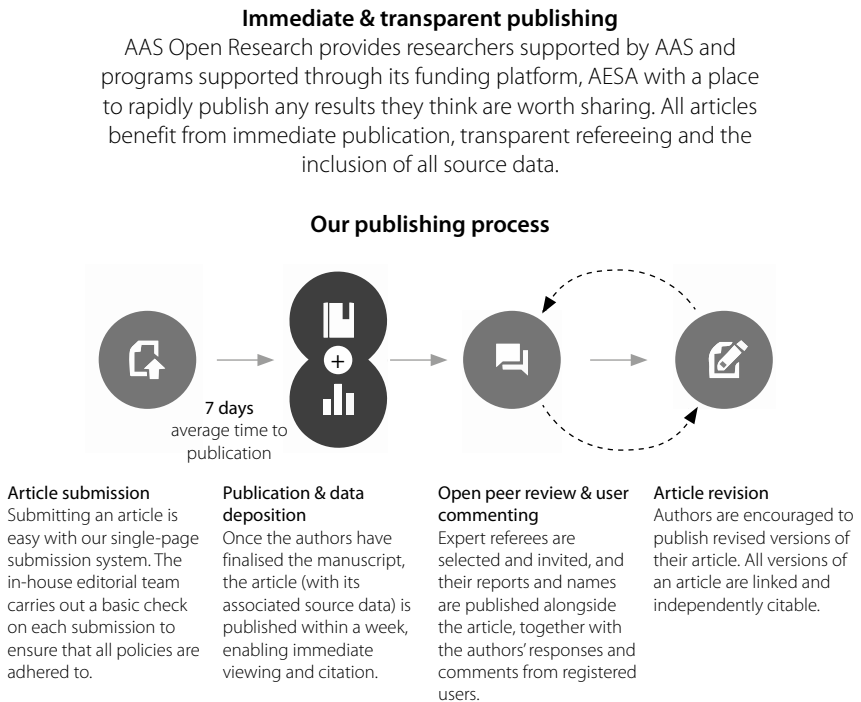 Immediate & transparent publishing
AAS Open Research provides researchers supported by AAS and
programs supported through its funding platform, AESA with a place
to rapidly publish any results they think are worth sharing. All articles
benefit from immediate publication, transparent refereeing and the
inclusion of all source data.
Our publishing process
7 days
average time to
publication
Article submission
Submitting an article is
easy with our single-page
submission system. The
in-house editorial team
carries out a basic check
on each submission to
ensure that all policies are
adhered to.
Publication & data
deposition
Once the authors have
finalised the manuscript,
the article (with its
associated source data) is
published within a week,
enabling immediate
viewing and citation.
Open peer review & user
commenting
Expert referees are
selected and invited, and
their reports and names
are published alongside
the article, together with
the authors’ responses and
comments from registered
users.
Article revision
Authors are encouraged to
publish revised versions of
their article. All versions of
an article are linked and
independently citable.